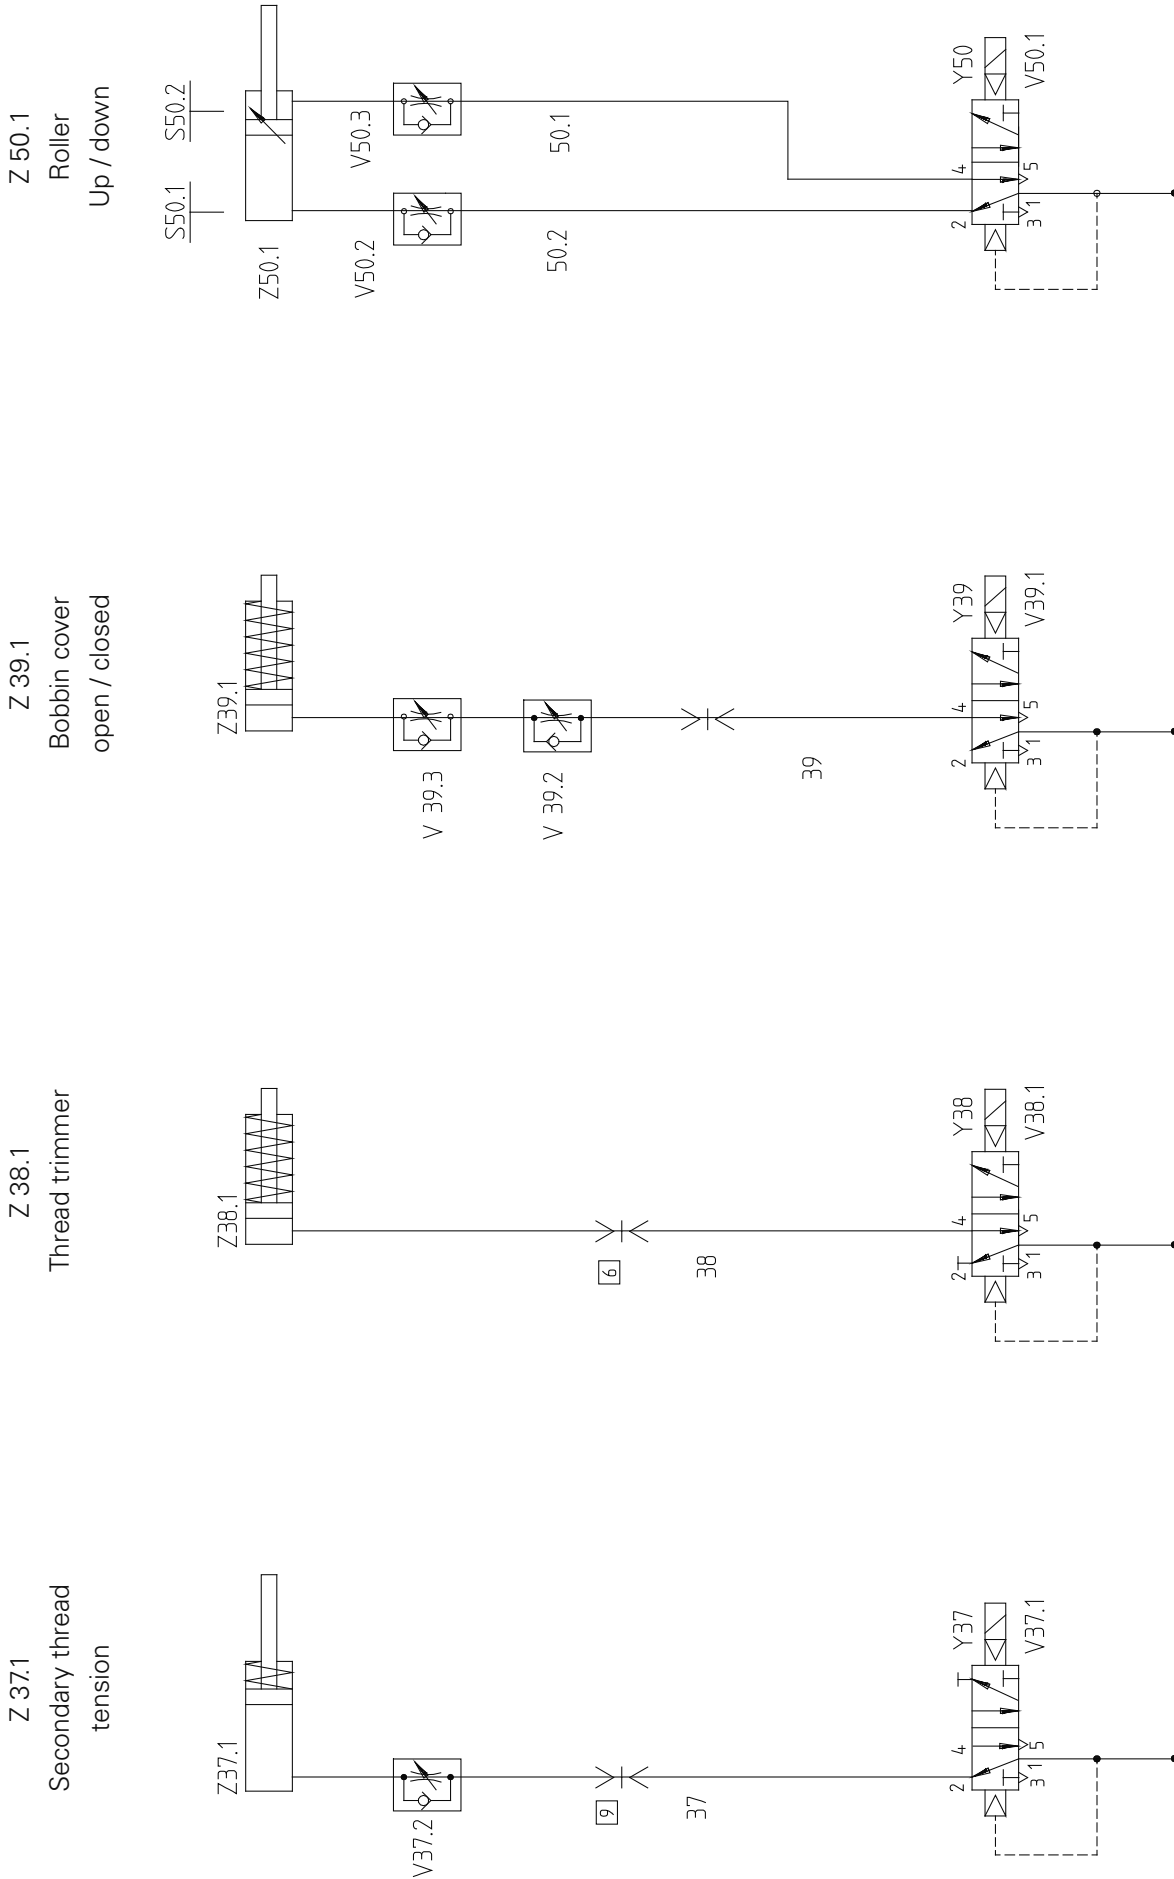 Z 37.1
Secondary thread
tension
Z37.1
V37.2
9
37
2
4
3
1
5
Y37
V37.1
Z 38.1
Thread trimmer
Z38.1
6
38
2
4
3
1
5
Y38
V38.1
Z 39.1
Bobbin cover
open / closed
Z39.1
V 39.3
V 39.2
39
2
4
3
1
5
Y39
V39.1
Z 50.1
Roller
Up / down
S50.1
S50.2
Z50.1
V50.2
V50.3
50.2
50.1
2
4
3
1
5
Y50
V50.1